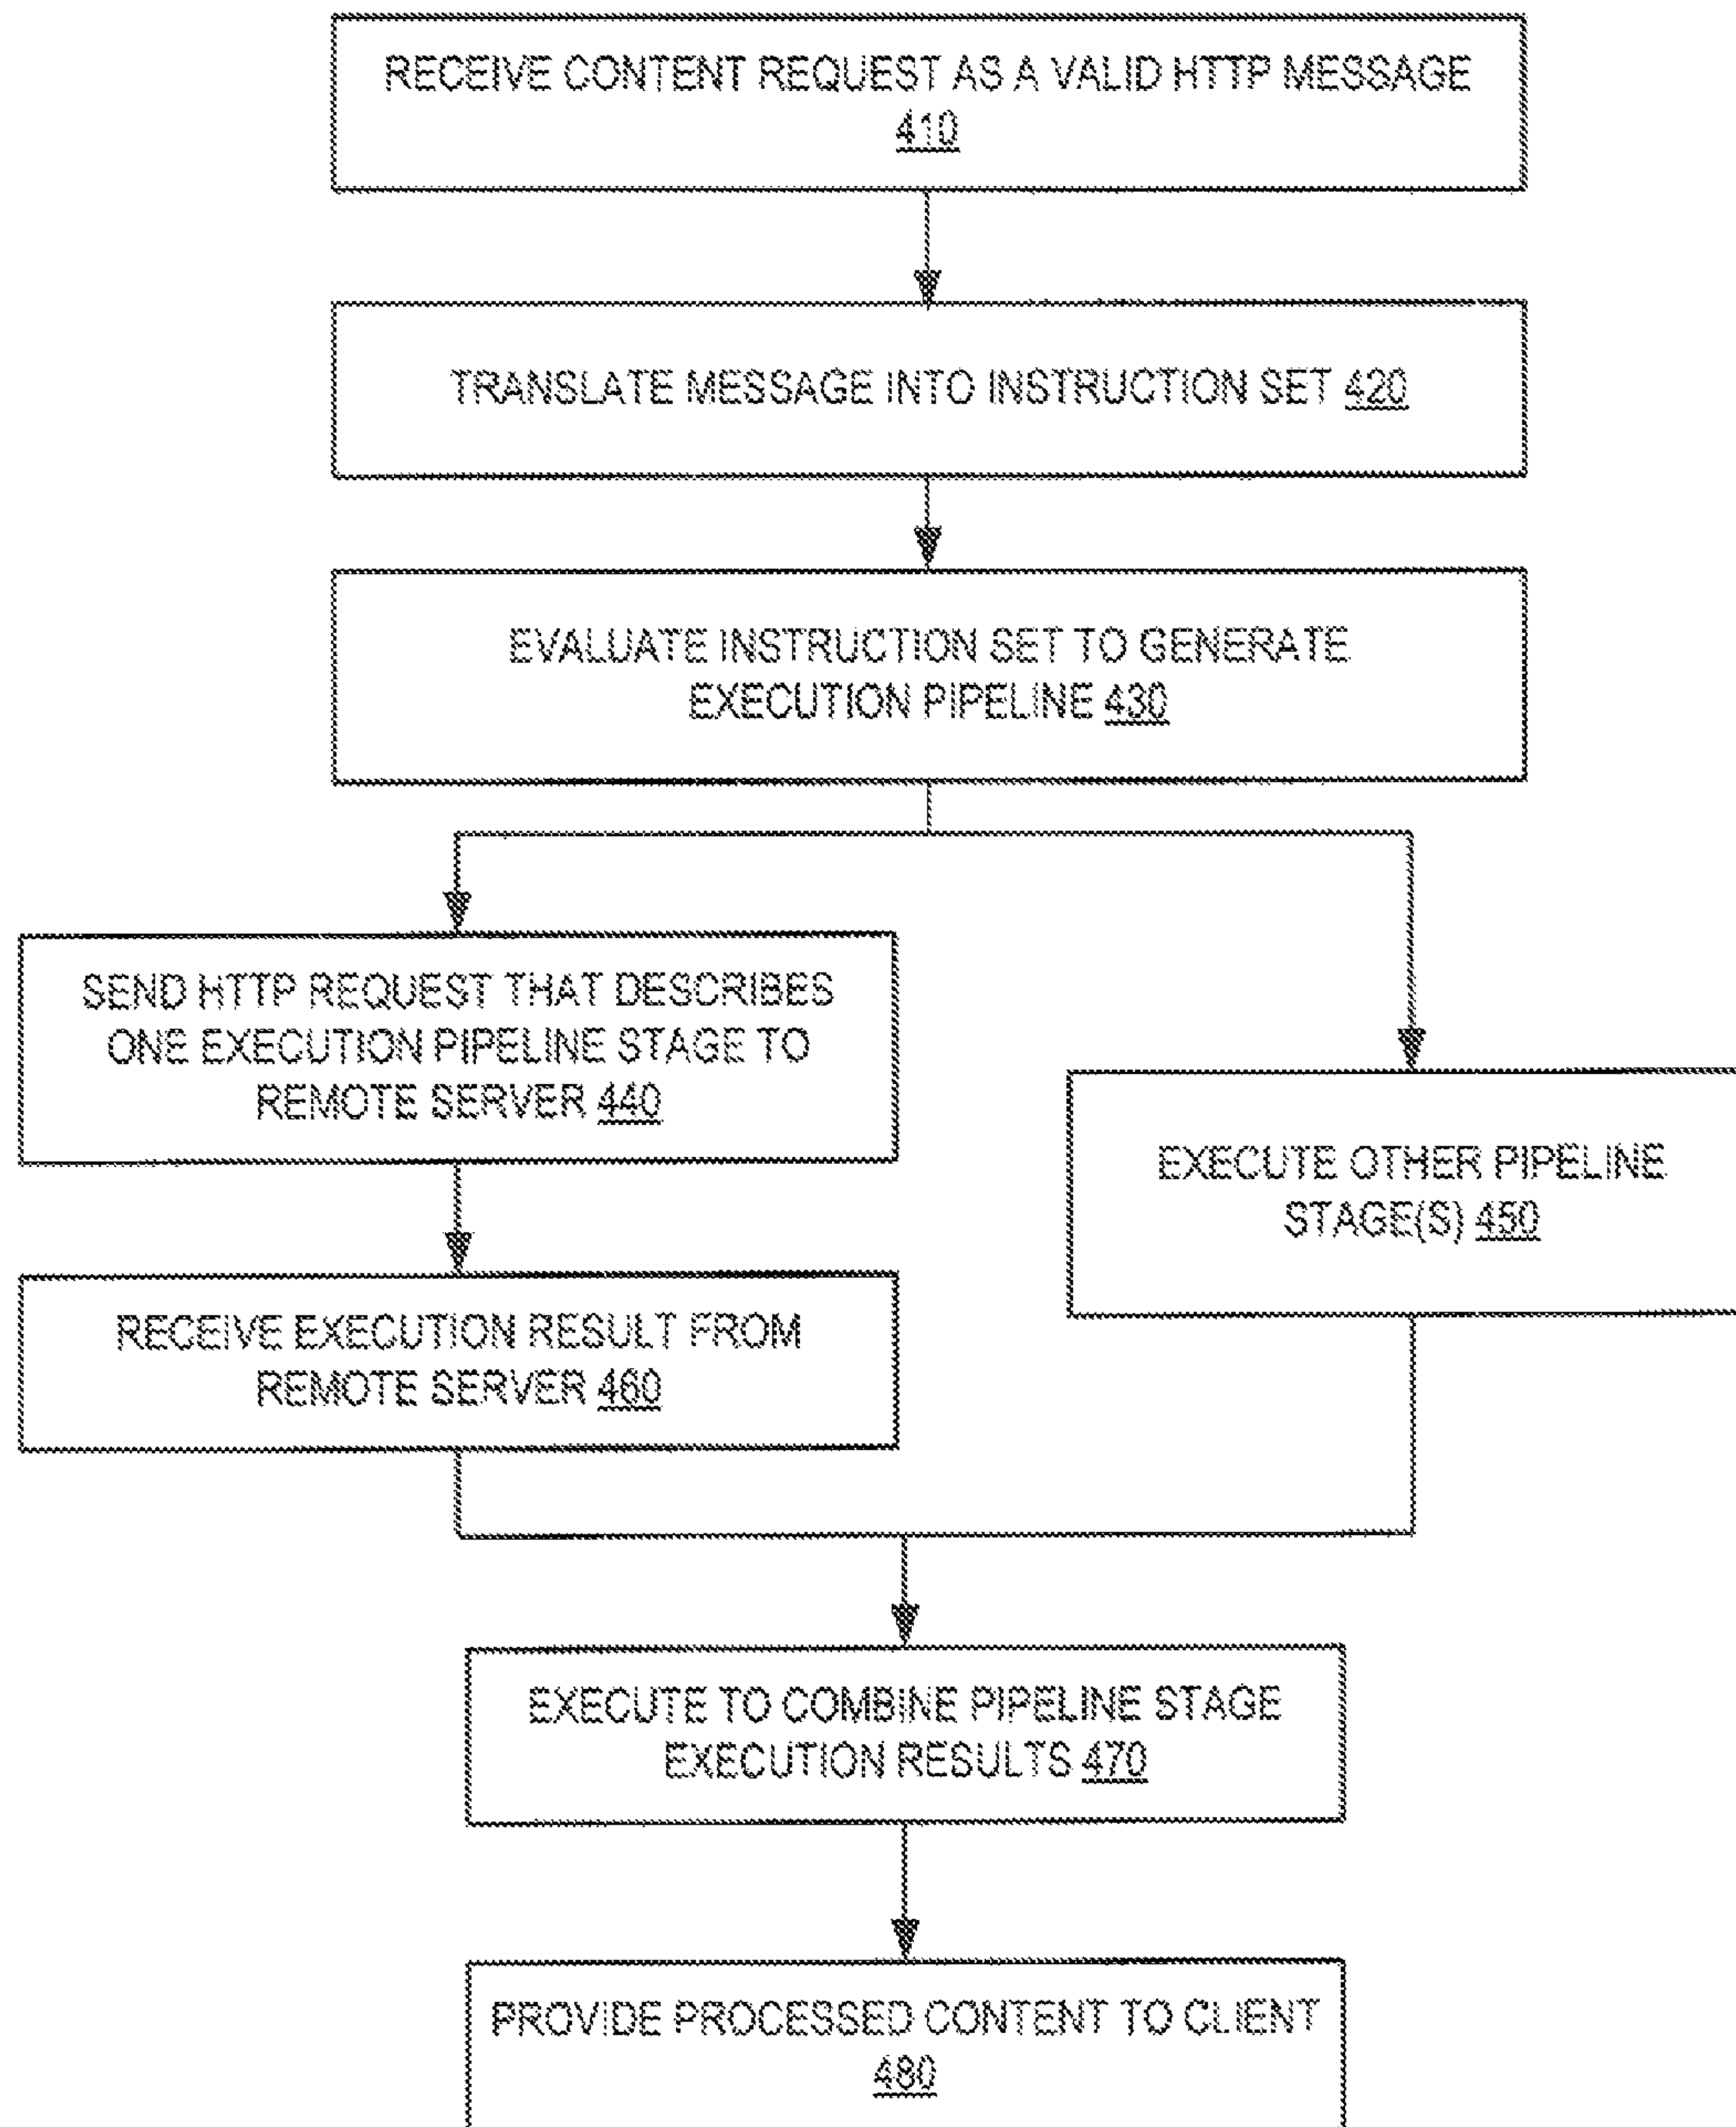 RECEIVE CONTENT REQUEST AS A VALID HTTP MESSAGE
410
TRANSLATE MESSAGE INTO INSTRUCTION SET 420
EVALUATE INSTRUCTION SET TO GENERATE
EXECUTION PIPELINE 430
SEND HTTP REQUEST THAT DESCRIBES
ONE EXECUTION PIPELINE STAGE TO
REMOTE SERVER 440
EXECUTE OTHER PIPELINE
STAGE(S) 450
RECEIVE EXECUTION RESULT FROM
REMOTE SERVER 460
EXECUTE TO COMBINE PIPELINE STAGE
EXECUTION RESULTS 470
PROVIDE PROCESSED CONTENT TO CLIENT
480